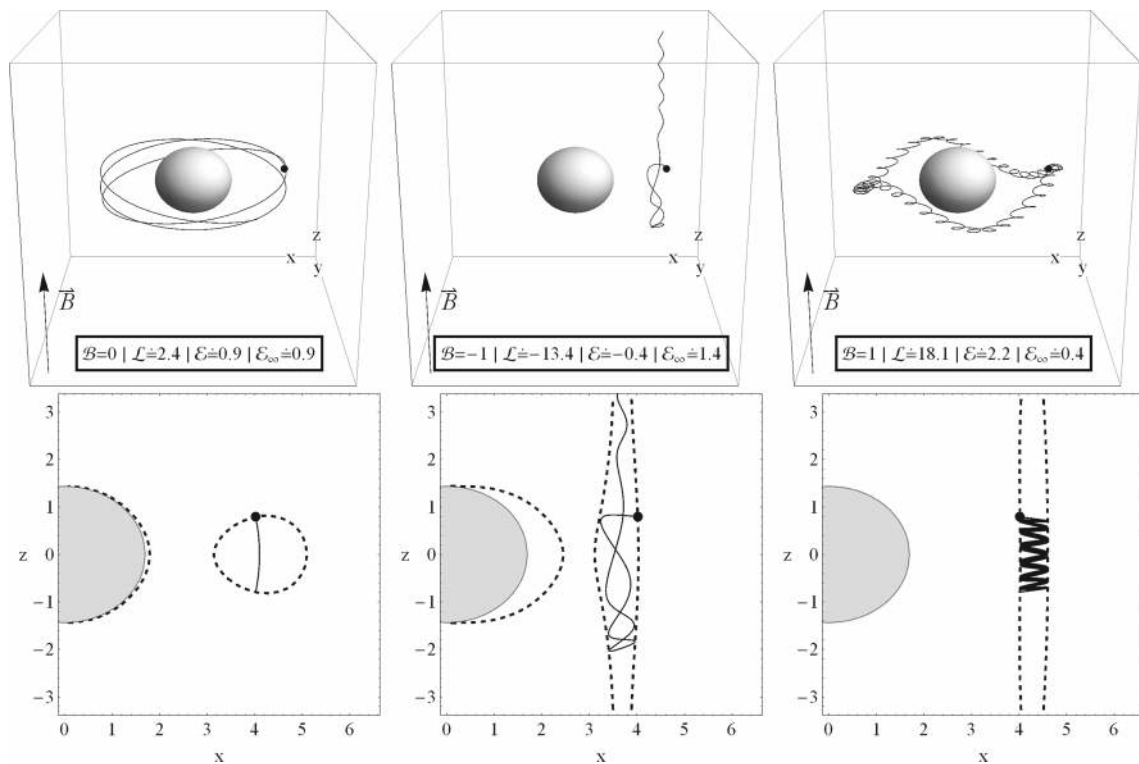 z
x
y
B
ℬ=0 | ℒ≐2.4 | ℰ≐0.9 | ℰ∞≐0.9
z
x
y
B
ℬ=−1 | ℒ≐−13.4 | ℰ≐−0.4 | ℰ∞≐1.4
z
x
y
B
ℬ=1 | ℒ≐18.1 | ℰ≐2.2 | ℰ∞≐0.4
3
2
1
z 0
−1
−2
−3
0 1 2 3 4 5 6
x
3
2
1
z 0
−1
−2
−3
0 1 2 3 4 5 6
x
3
2
1
z 0
−1
−2
−3
0 1 2 3 4 5 6
x